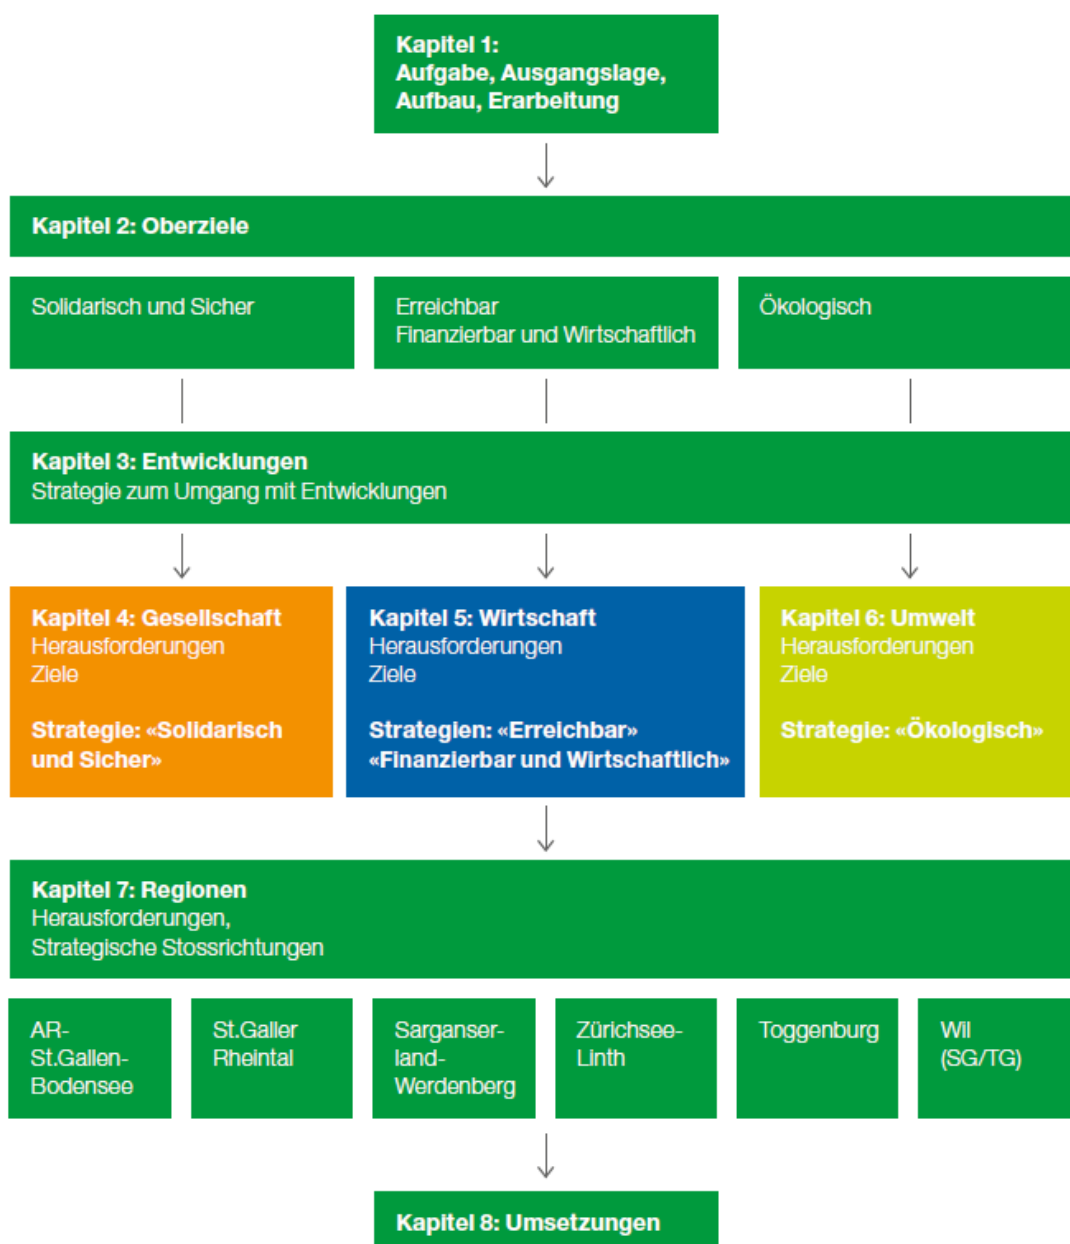 Kapitel 1:
Aufgabe, Ausgangslage,
Aufbau, Erarbeitung
Kapitel 2: Oberziele
Solidarisch und Sicher
Erreichbar
Finanzierbar und Wirtschaftlich
Ökologisch
Kapitel 3: Entwicklungen
Strategie zum Umgang mit Entwicklungen
Kapitel 4: Gesellschaft
Herausforderungen
Ziele
Strategie: «Solidarisch
und Sicher»
Kapitel 5: Wirtschaft
Herausforderungen
Ziele
Strategien: «Erreichbar»
«Finanzierbar und Wirtschaftlich»
Kapitel 6: Umwelt
Herausforderungen
Ziele
Strategie: «Ökologisch»
Kapitel 7: Regionen
Herausforderungen,
Strategische Stossrichtungen
AR-
St.Gallen-
Bodensee
St.Galler
Rheintal
Sarganser-
land-
Werdenberg
Zürichsee-
Linth
Toggenburg
Wil
(SG/TG)
Kapitel 8: Umsetzungen